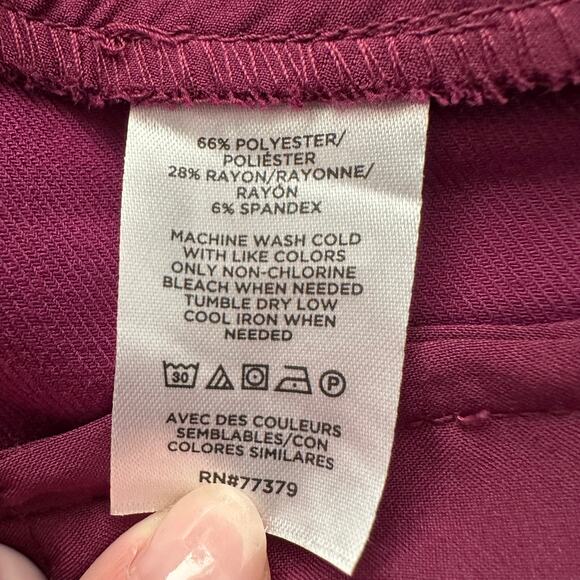 66% POLYESTER/
POLIÉSTER
28% RAYON/RAYONNE/
RAYÓN
6% SPANDEX
MACHINE WASH COLD
WITH LIKE COLORS
ONLY NON-CHLORINE
BLEACH WHEN NEEDED
TUMBLE DRY LOW
COOL IRON WHEN
NEEDED
30 P
AVEC DES COULEURS
SEMBLABLES/CON
COLORES SIMILARES
RN#77379